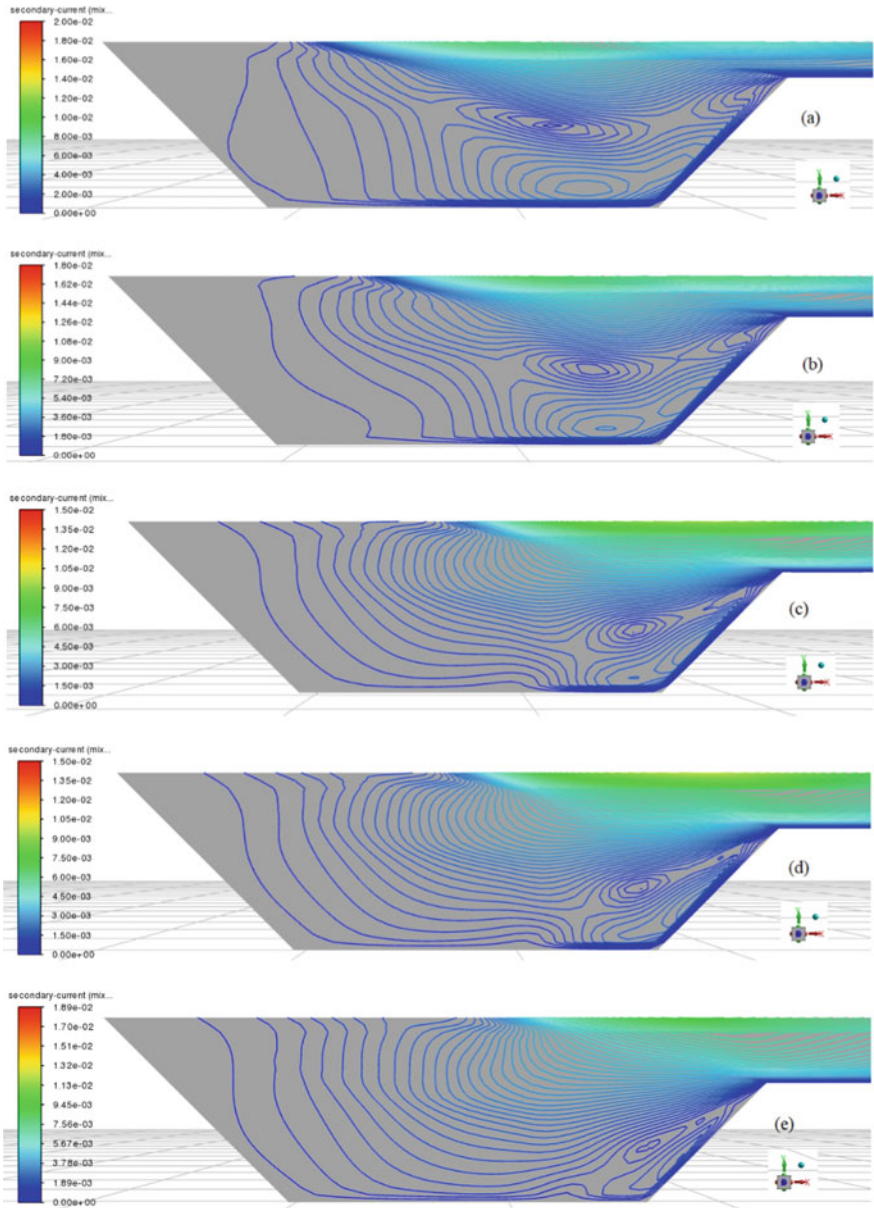 secondary-current (mix...
2.00e-02
1.80e-02
1.60e-02
1.40e-02
1.20e-02
1.00e-02
8.00e-03
6.00e-03
4.00e-03
2.00e-03
0.00e+00
(a)
Y
X
secondary-current (mix...
1.80e-02
1.62e-02
1.44e-02
1.26e-02
1.08e-02
9.00e-03
7.20e-03
5.40e-03
3.60e-03
1.80e-03
0.00e+00
(b)
Y
X
secondary-current (mix...
1.50e-02
1.35e-02
1.20e-02
1.05e-02
9.00e-03
7.50e-03
6.00e-03
4.50e-03
3.00e-03
1.50e-03
0.00e+00
(c)
Y
X
secondary-current (mix...
1.50e-02
1.35e-02
1.20e-02
1.05e-02
9.00e-03
7.50e-03
6.00e-03
4.50e-03
3.00e-03
1.50e-03
0.00e+00
(d)
Y
X
secondary-current (mix...
1.89e-02
1.70e-02
1.51e-02
1.32e-02
1.13e-02
9.45e-03
7.56e-03
5.67e-03
3.78e-03
1.89e-03
0.00e+00
(e)
Y
X